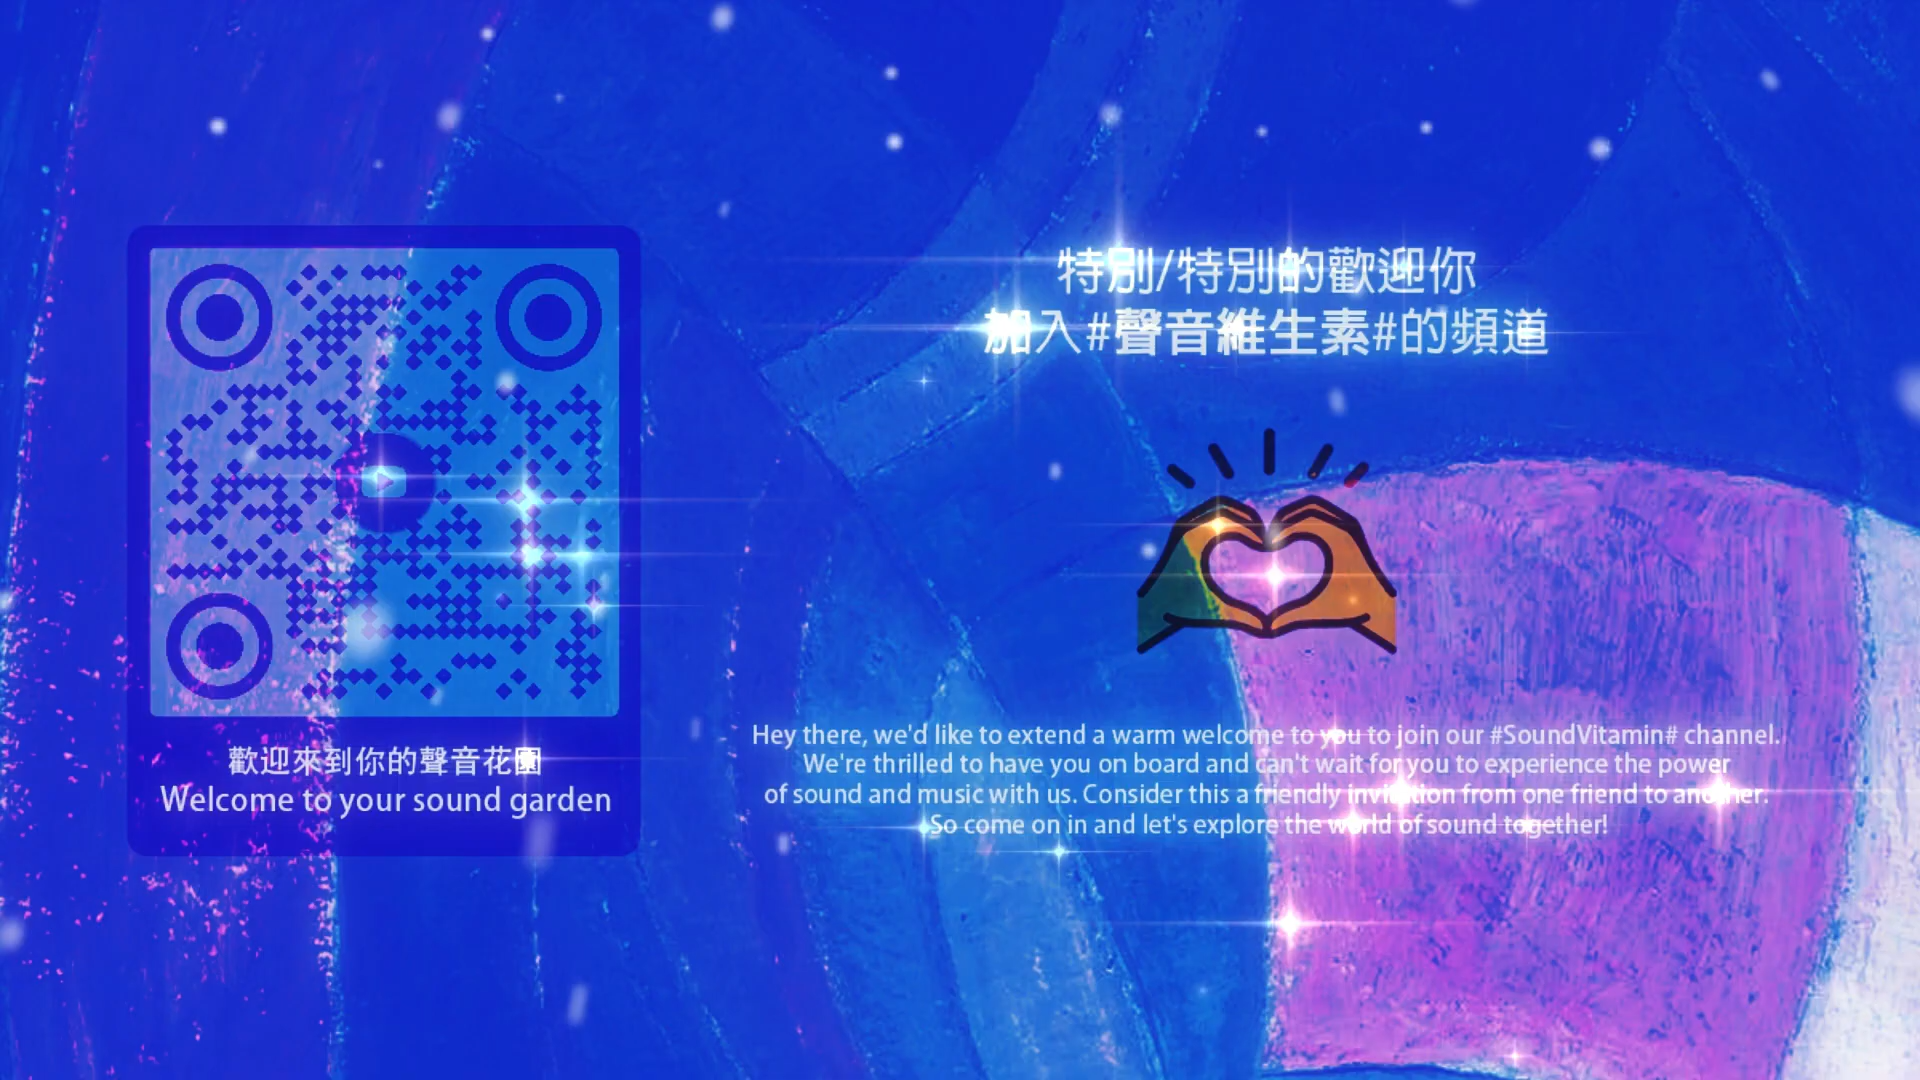 特別/特別的歡迎你
加入#聲音維生素#的頻道
歡迎來到你的聲音花園
Welcome to your sound garden
Hey there, we'd like to extend a warm welcome to you to join our #SoundVitamin# channel.
We're thrilled to have you on board and can't wait for you to experience the power
of sound and music with us. Consider this a friendly invitation from one friend to another.
So come on in and let's explore the world of sound together!